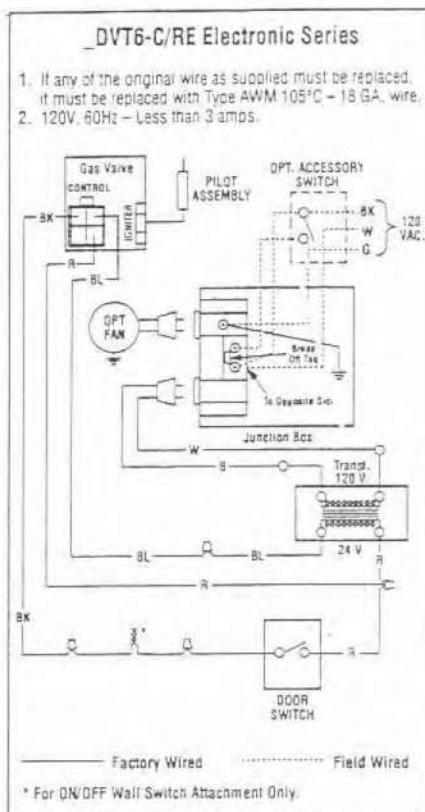 _DVT6-C/RE Electronic Series
1. If any of the original wire as supplied must be replaced,
it must be replaced with Type AWM 105°C – 18 GA. wire.
2. 120V, 60Hz – Less than 3 amps.
Gas Valve
CONTROL
IGNITER
PILOT
ASSEMBLY
OPT. ACCESSORY
SWITCH
BK
BK
W
120
VAC.
G
R
BL
OPT
FAN
Break
Off Tab
To Opposite Side
Junction Box
W
B
Transf.
120 V
24 V
BL
BL
R
R
BK
R
DOOR
SWITCH
Factory Wired
Field Wired
* For ON/OFF Wall Switch Attachment Only.